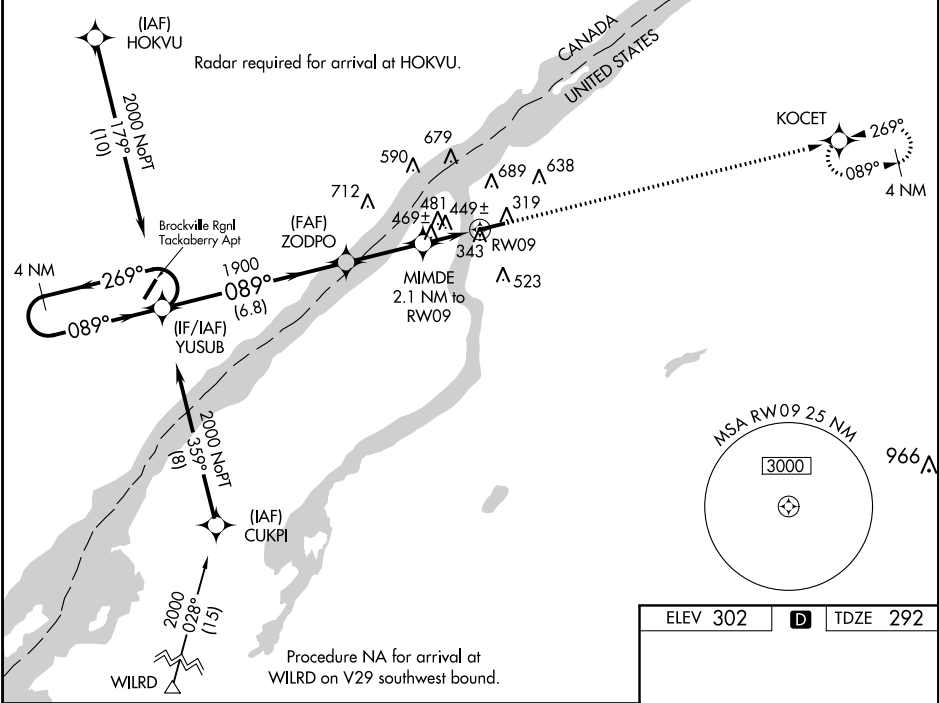 (IAF)
HOKVU
Radar required for arrival at HOKVU.
CANADA
UNITED STATES
2000 NoPT
179°
(10)
KOCET
269°
089°
4 NM
679
590
689
638
712
481
449±
319
469±
343
RW09
523
(FAF)
ZODPO
MIMDE
2.1 NM to
RW09
Brockville Rgnl
Tackaberry Apt
4 NM
269°
089°
1900
089°
(6.8)
(IF/IAF)
YUSUB
2000 NoPT
359°
(8)
(IAF)
CUKPI
2000
028°
(15)
WILRD
Procedure NA for arrival at
WILRD on V29 southwest bound.
MSA RW09 25 NM
3000
966
ELEV 302 D TDZE 292